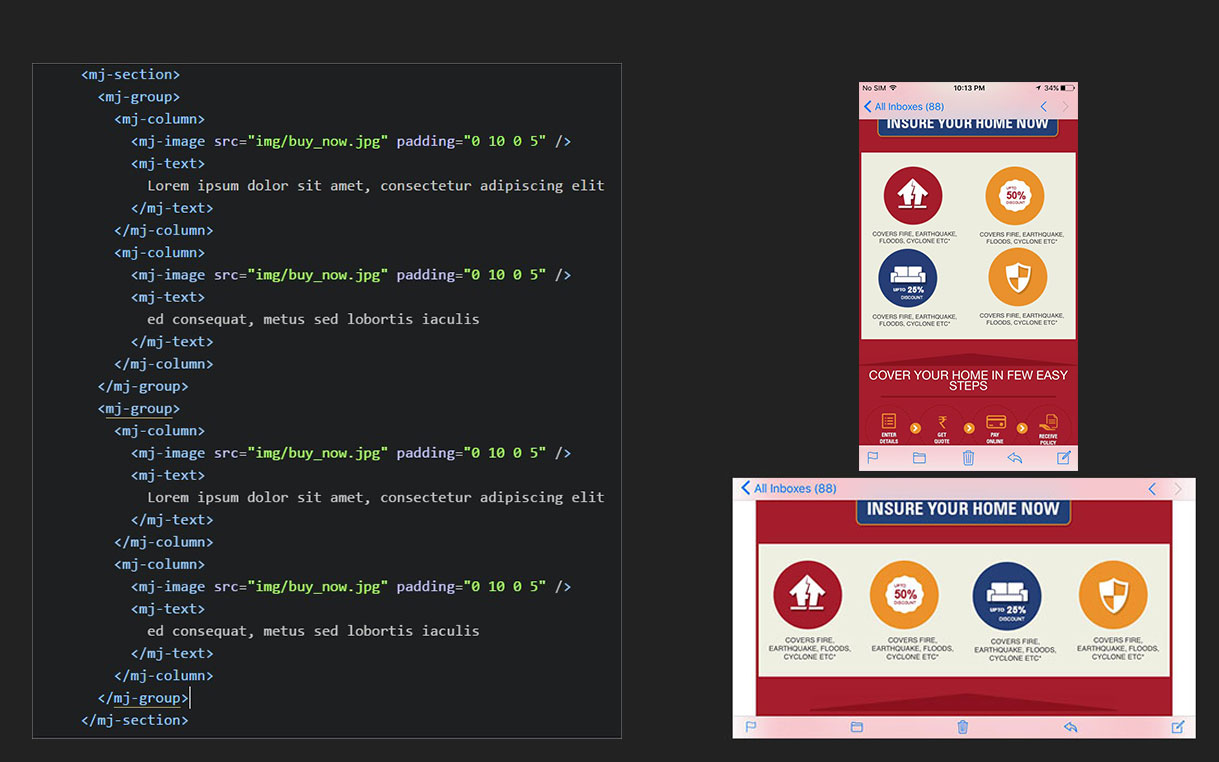 <mj-section>
<mj-group>
<mj-column>
<mj-image src="img/buy_now.jpg" padding="0 10 0 5" />
<mj-text>
Lorem ipsum dolor sit amet, consectetur adipiscing elit
</mj-text>
</mj-column>
<mj-column>
<mj-image src="img/buy_now.jpg" padding="0 10 0 5" />
<mj-text>
ed consequat, metus sed lobortis iaculis
</mj-text>
</mj-column>
</mj-group>
<mj-group>
<mj-column>
<mj-image src="img/buy_now.jpg" padding="0 10 0 5" />
<mj-text>
Lorem ipsum dolor sit amet, consectetur adipiscing elit
</mj-text>
</mj-column>
<mj-column>
<mj-image src="img/buy_now.jpg" padding="0 10 0 5" />
<mj-text>
ed consequat, metus sed lobortis iaculis
</mj-text>
</mj-column>
</mj-group>
</mj-section>
No SIM 10:13 PM 34%
All Inboxes (88)
INSURE YOUR HOME NOW
UPTO
50%
DISCOUNT
COVERS FIRE, EARTHQUAKE,
FLOODS, CYCLONE ETC*
COVERS FIRE, EARTHQUAKE,
FLOODS, CYCLONE ETC*
UPTO 25%
DISCOUNT
COVERS FIRE, EARTHQUAKE,
FLOODS, CYCLONE ETC*
COVERS FIRE, EARTHQUAKE,
FLOODS, CYCLONE ETC*
COVER YOUR HOME IN FEW EASY
STEPS
₹
ENTER
DETAILS
GET
QUOTE
PAY
ONLINE
RECEIVE
POLICY
All Inboxes (88)
INSURE YOUR HOME NOW
UPTO
50%
DISCOUNT
UPTO 25%
DISCOUNT
COVERS FIRE,
EARTHQUAKE, FLOODS,
CYCLONE ETC*
COVERS FIRE,
EARTHQUAKE, FLOODS,
CYCLONE ETC*
COVERS FIRE,
EARTHQUAKE, FLOODS,
CYCLONE ETC*
COVERS FIRE,
EARTHQUAKE, FLOODS,
CYCLONE ETC*